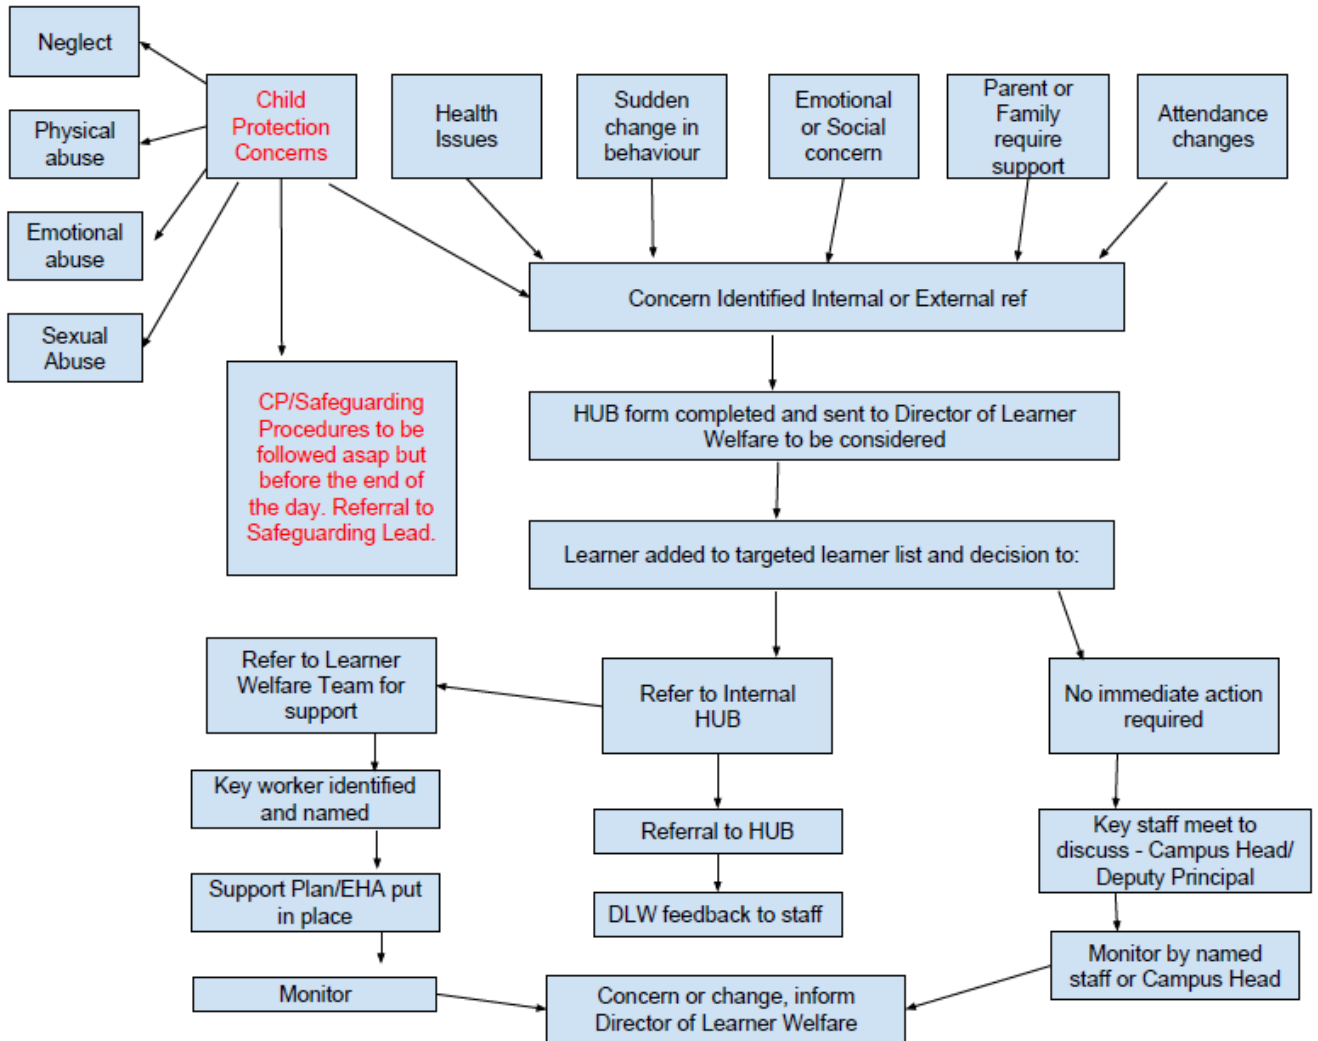 Neglect
Child
Protection
Concerns
Health
Issues
Sudden
change in
behaviour
Emotional
or Social
concern
Parent or
Family
require
support
Attendance
changes
Physical
abuse
Emotional
abuse
Sexual
Abuse
Concern Identified Internal or External ref
CP/Safeguarding
Procedures to be
followed asap but
before the end of
the day. Referral to
Safeguarding Lead.
HUB form completed and sent to Director of Learner
Welfare to be considered
Learner added to targeted learner list and decision to:
Refer to Learner
Welfare Team for
support
Refer to Internal
HUB
No immediate action
required
Key worker identified
and named
Referral to HUB
Key staff meet to
discuss - Campus Head/
Deputy Principal
Support Plan/EHA put
in place
DLW feedback to staff
Monitor by named
staff or Campus Head
Monitor
Concern or change, inform
Director of Learner Welfare